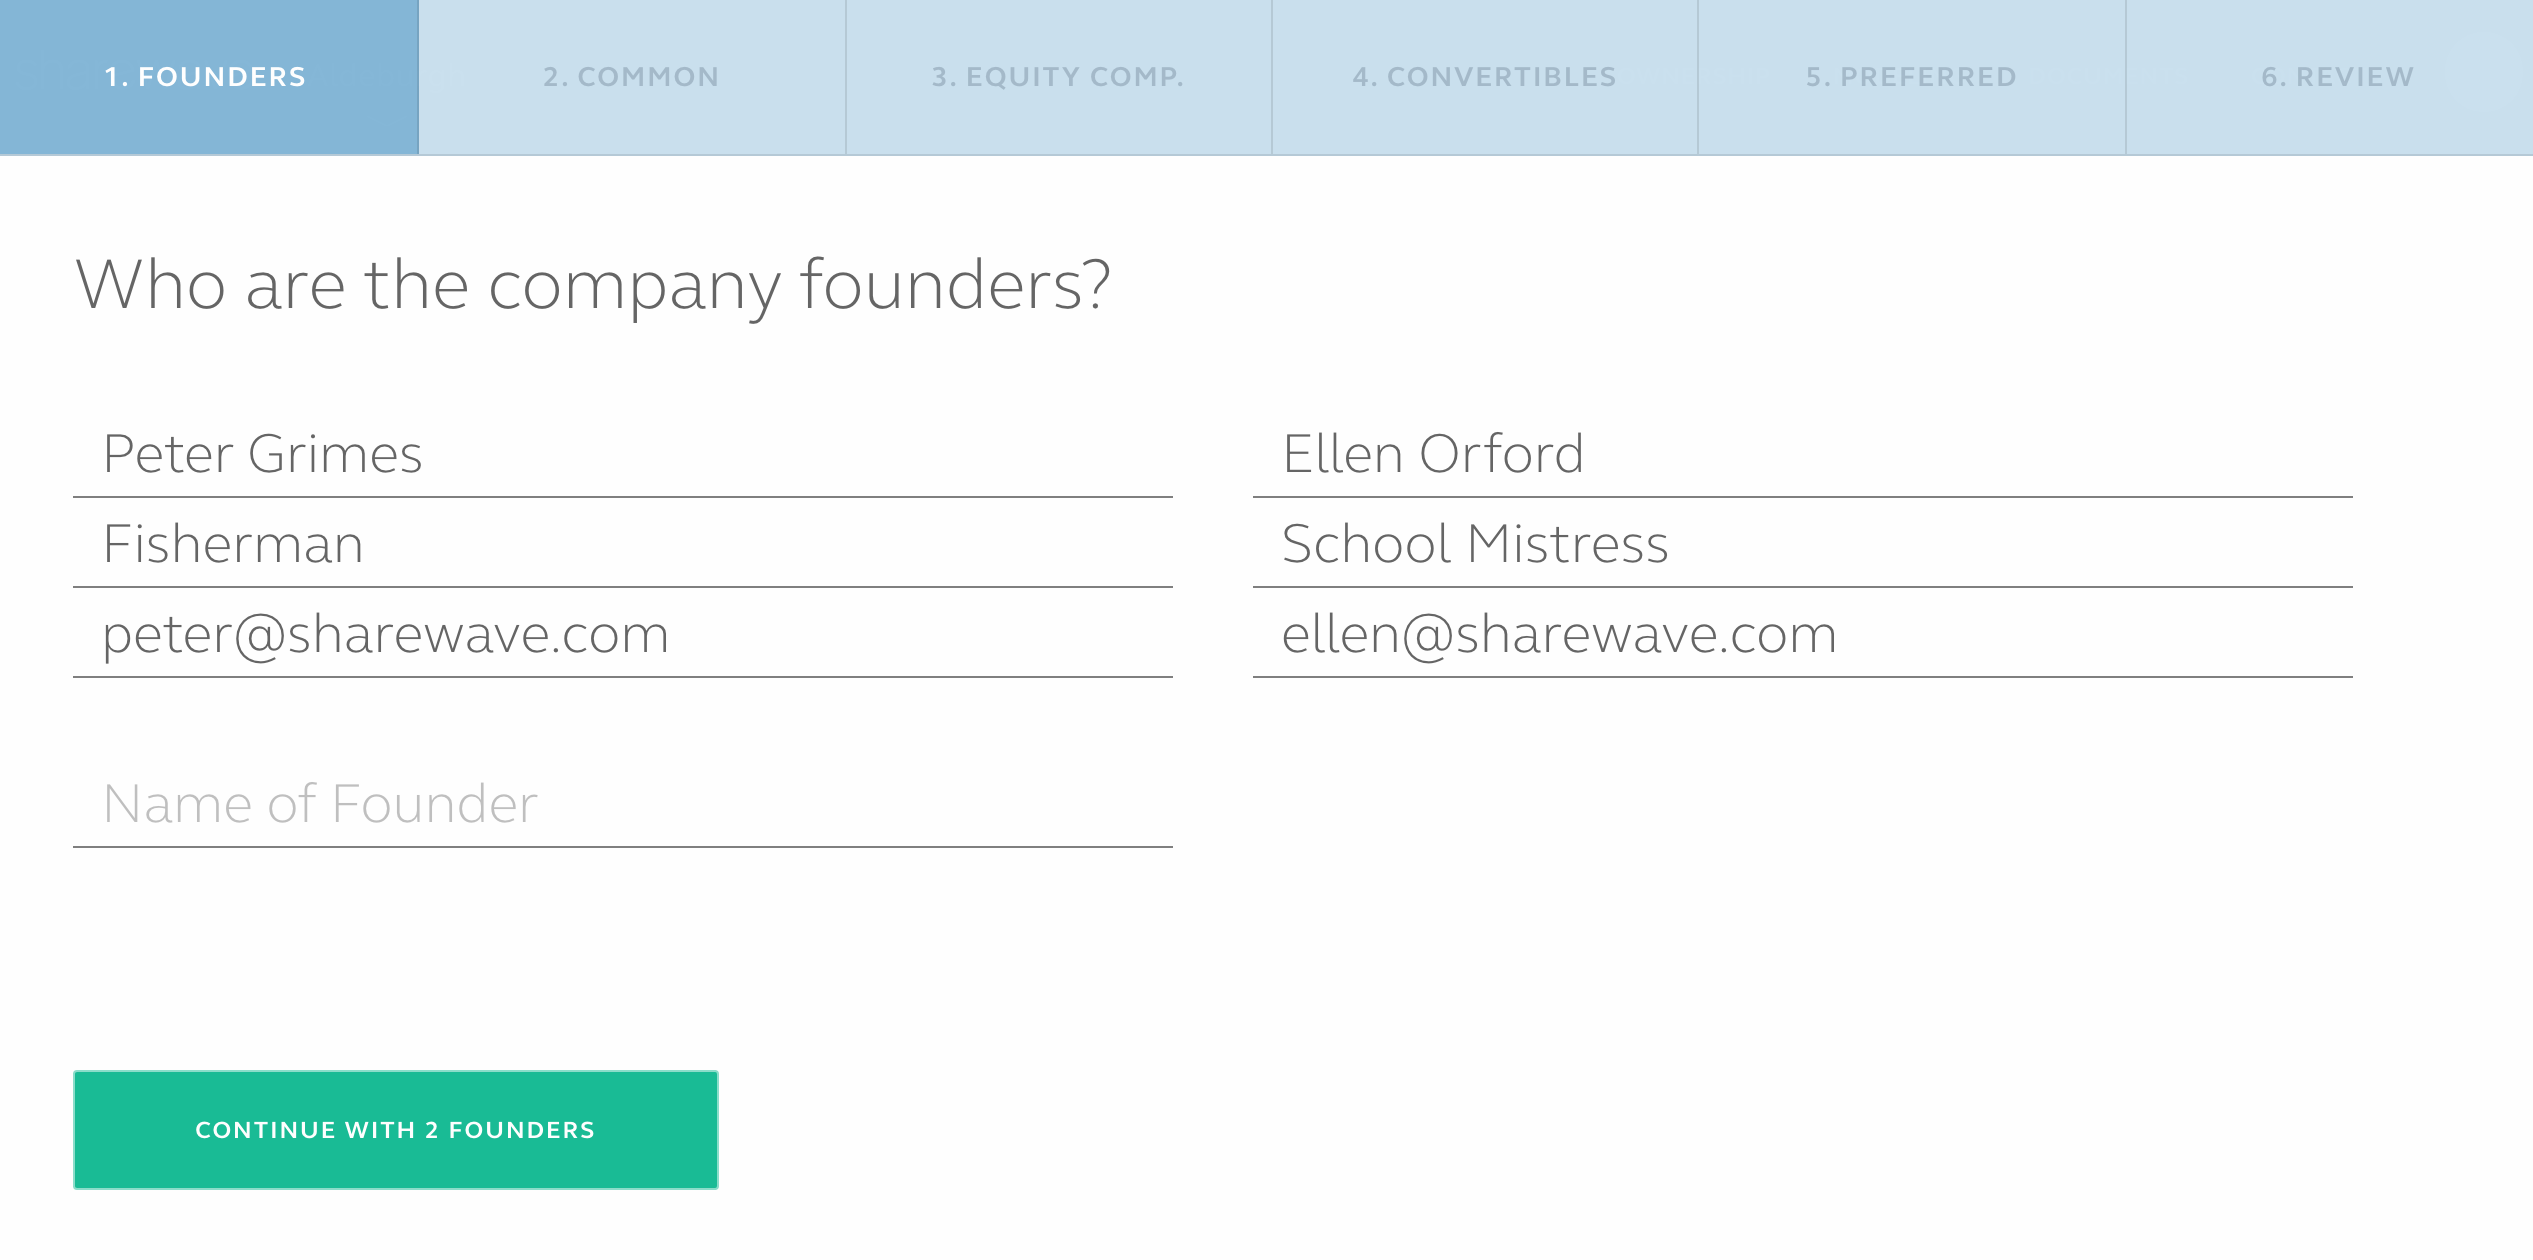 1. FOUNDERS
2. COMMON
3. EQUITY COMP.
4. CONVERTIBLES
5. PREFERRED
6. REVIEW
Who are the company founders?
Peter Grimes
Fisherman
peter@sharewave.com
Ellen Orford
School Mistress
ellen@sharewave.com
Name of Founder
CONTINUE WITH 2 FOUNDERS